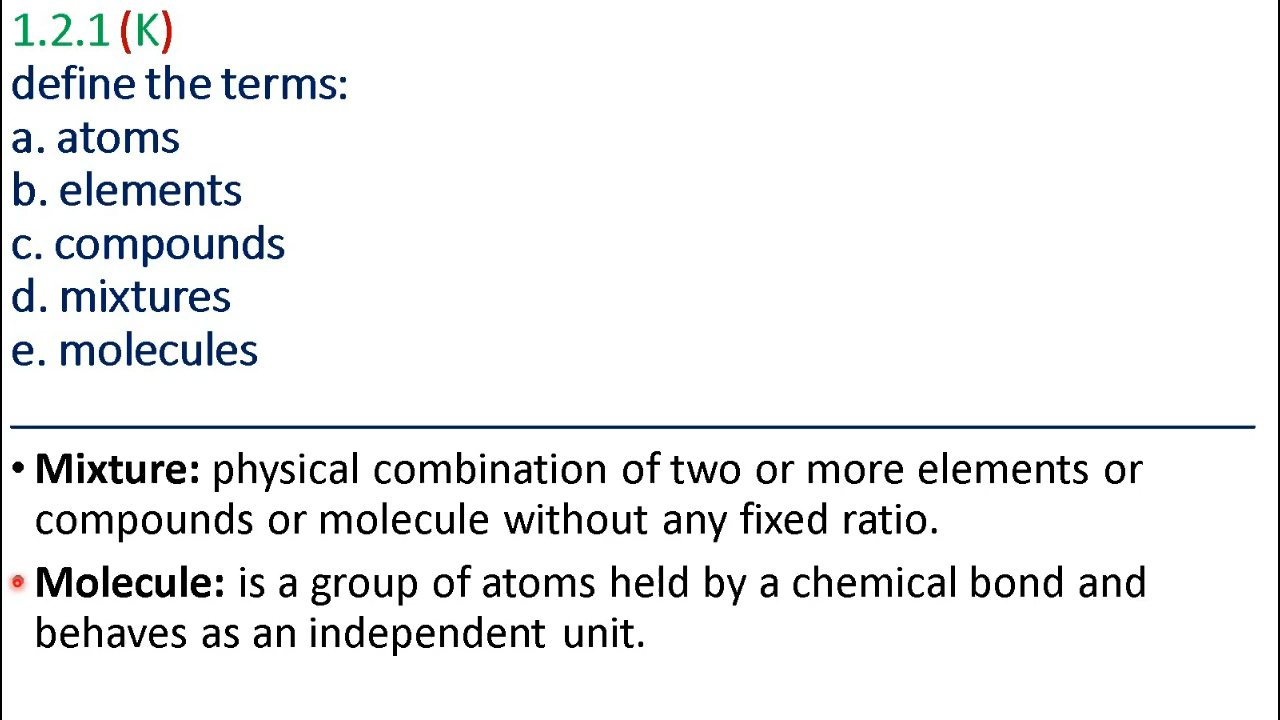 1.2.1 (K)
define the terms:
a. atoms
b. elements
c. compounds
d. mixtures
e. molecules
• Mixture: physical combination of two or more elements or
compounds or molecule without any fixed ratio.
• Molecule: is a group of atoms held by a chemical bond and
behaves as an independent unit.